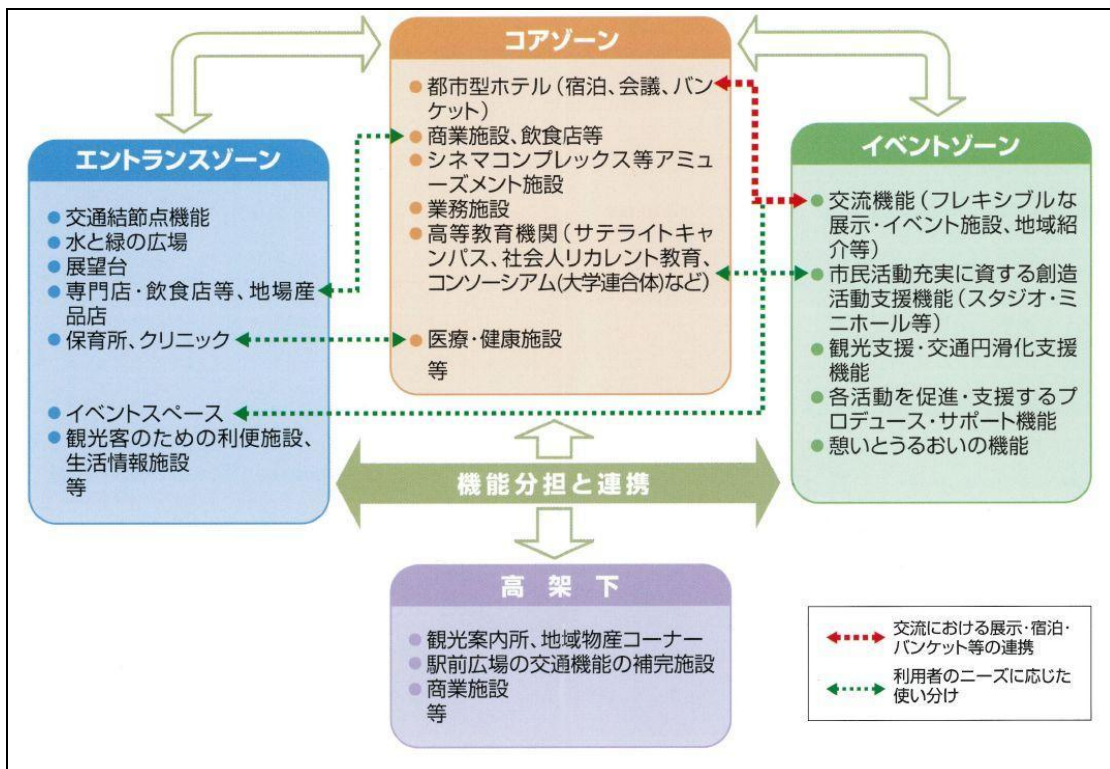 コアゾーン
●都市型ホテル（宿泊、会議、バン
ケット）
●商業施設、飲食店等
●シネマコンプレックス等アミュ
ーズメント施設
●業務施設
●高等教育機関（サテライトキャ
ンパス、社会人リカレント教育、
コンソーシアム(大学連合体)など）
●医療・健康施設
等
エントランスゾーン
●交通結節点機能
●水と緑の広場
●展望台
●専門店・飲食店等、地場産
品店
●保育所、クリニック
●イベントスペース
●観光客のための利便施設、
生活情報施設
等
イベントゾーン
●交流機能（フレキシブルな
展示・イベント施設、地域紹
介等）
●市民活動充実に資する創造
活動支援機能（スタジオ・ミ
ニホール等）
●観光支援・交通円滑化支援
機能
●各活動を促進・支援するプ
ロデュース・サポート機能
●憩いとうるおいの機能
機能分担と連携
高架下
●観光案内所、地域物産コーナー
●駅前広場の交通機能の補完施設
●商業施設
等
交流における展示・宿泊・
バンケット等の連携
利用者のニーズに応じた
使い分け